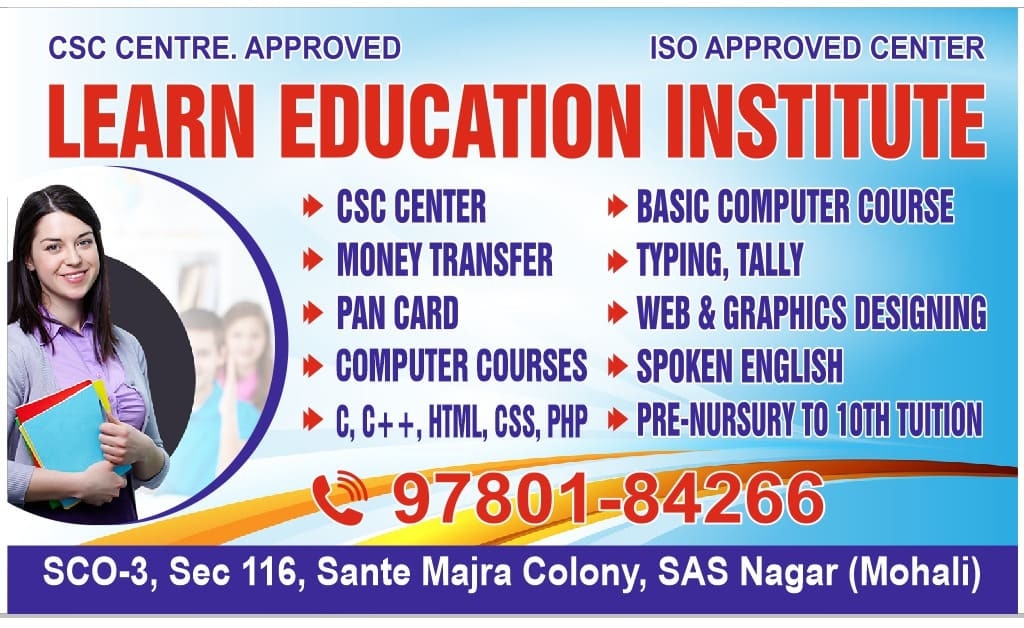 CSC CENTRE. APPROVED
ISO APPROVED CENTER
LEARN EDUCATION INSTITUTE
CSC CENTER
MONEY TRANSFER
PAN CARD
COMPUTER COURSES
C, C++, HTML, CSS, PHP
BASIC COMPUTER COURSE
TYPING, TALLY
WEB & GRAPHICS DESIGNING
SPOKEN ENGLISH
PRE-NURSURY TO 10TH TUITION
97801-84266
SCO-3, Sec 116, Sante Majra Colony, SAS Nagar (Mohali)